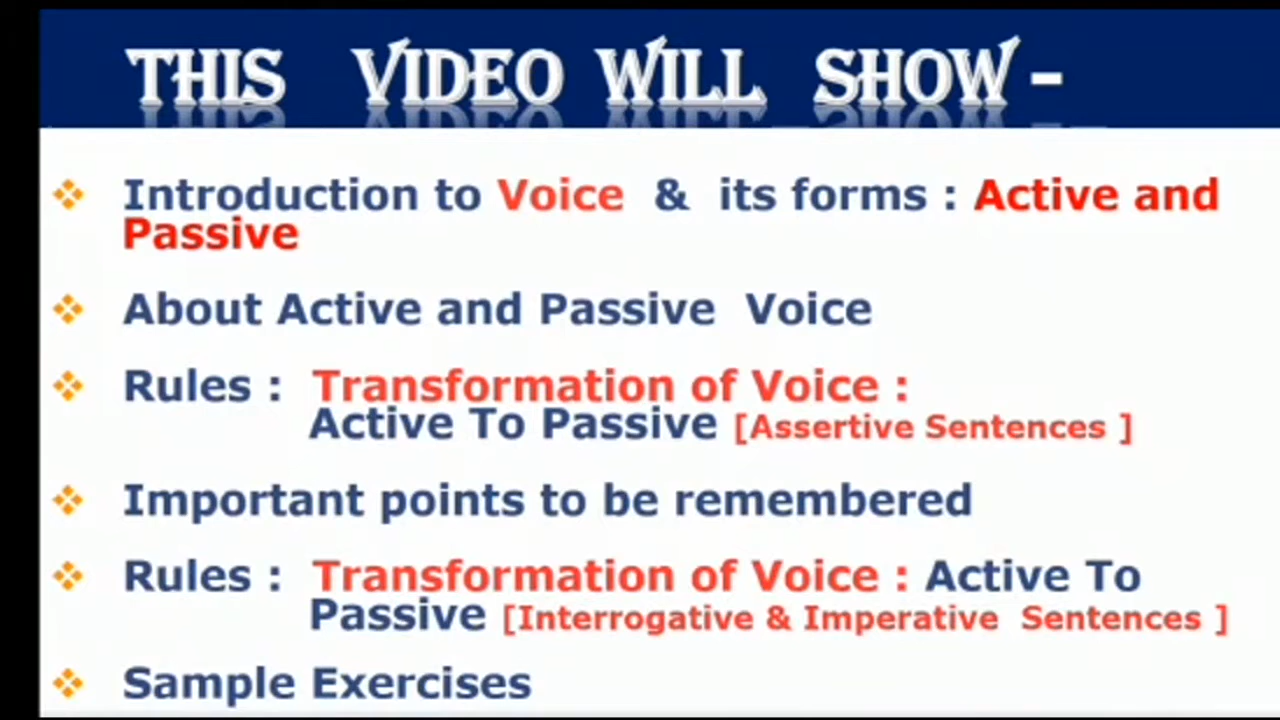 THIS VIDEO WILL SHOW -
Introduction to Voice & its forms : Active and
Passive
About Active and Passive Voice
Rules : Transformation of Voice :
Active To Passive [Assertive Sentences ]
Important points to be remembered
Rules : Transformation of Voice : Active To
Passive [Interrogative & Imperative Sentences ]
Sample Exercises